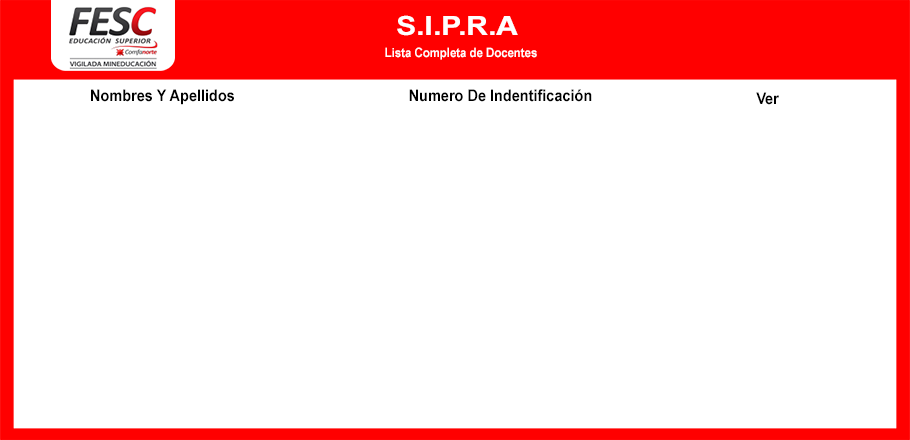 FESC
EDUCACIÓN SUPERIOR
Comfanorte
VIGILADA MINEDUCACIÓN
S.I.P.R.A
Lista Completa de Docentes
Nombres Y Apellidos Numero De Indentificación Ver